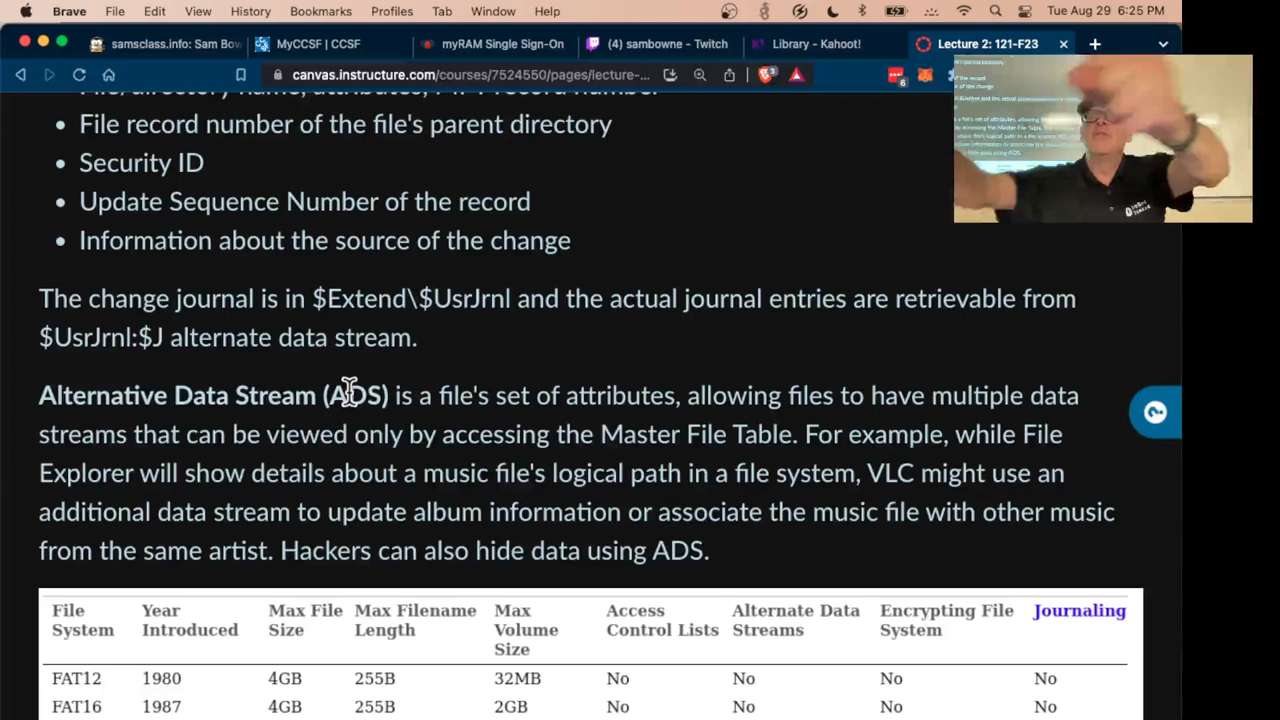 Brave File Edit View History Bookmarks Profiles Tab Window Help Tue Aug 29 6:25 PM
samsclass.info: Sam Bow MyCCSF | CCSF myRAM Single Sign-On (4) sambowne - Twitch Library - Kahoot! Lecture 2: 121-F23
canvas.instructure.com/courses/7524550/pages/lecture-... 6
File record number of the file's parent directory
Security ID
Update Sequence Number of the record
Information about the source of the change
The change journal is in $Extend\$UsrJrnl and the actual journal entries are retrievable from
$UsrJrnl:$J alternate data stream.
Alternative Data Stream (ADS) is a file's set of attributes, allowing files to have multiple data
streams that can be viewed only by accessing the Master File Table. For example, while File
Explorer will show details about a music file's logical path in a file system, VLC might use an
additional data stream to update album information or associate the music file with other music
from the same artist. Hackers can also hide data using ADS.
File System Year Introduced Max File Size Max Filename Length Max Volume Size Access Control Lists Alternate Data Streams Encrypting File System Journaling
FAT12 1980 4GB 255B 32MB No No No No
FAT16 1987 4GB 255B 2GB No No No No